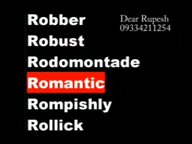 Robber
Robust
Rodomontade
Romantic
Rompishly
Rollick
Dear Rupesh
09334211254